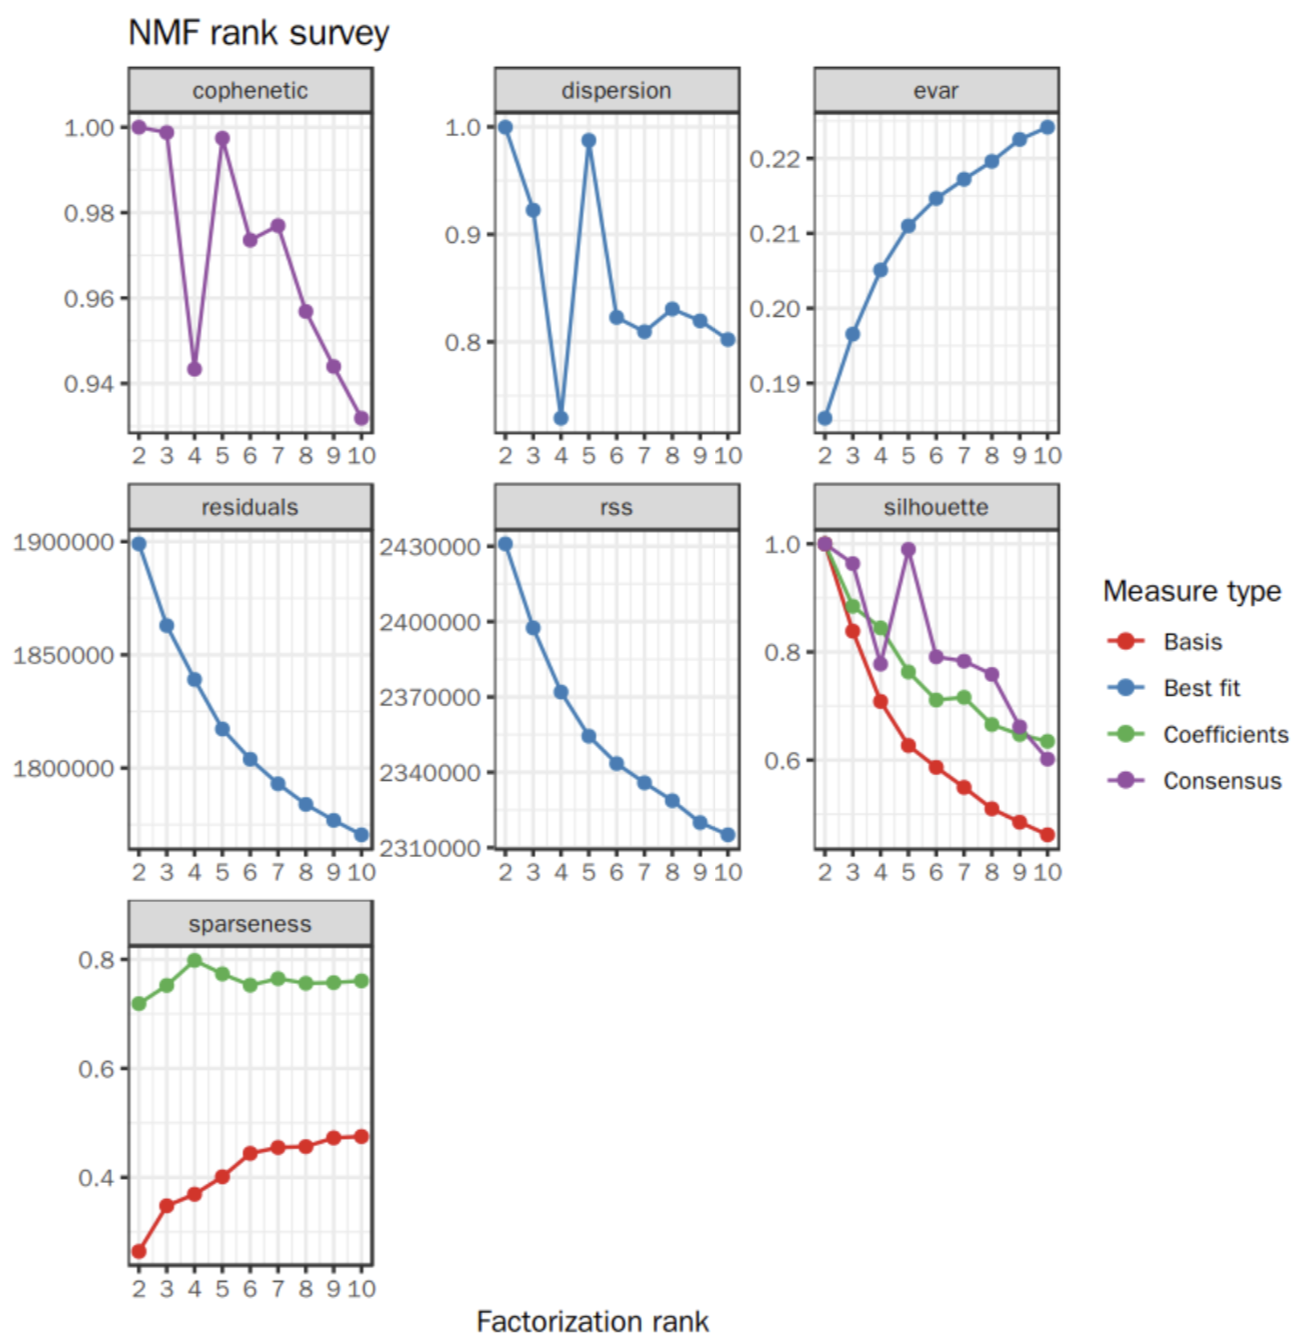 NMF rank survey
cophenetic
dispersion
evar
1.00
0.98
0.96
0.94
1.0
0.9
0.8
0.22
0.21
0.20
0.19
2 3 4 5 6 7 8 9 10
2 3 4 5 6 7 8 9 10
2 3 4 5 6 7 8 9 10
residuals
rss
silhouette
1900000
1850000
1800000
2430000
2400000
2370000
2340000
2310000
1.0
0.8
0.6
2 3 4 5 6 7 8 9 10
2 3 4 5 6 7 8 9 10
2 3 4 5 6 7 8 9 10
Measure type
Basis
Best fit
Coefficients
Consensus
sparseness
0.8
0.6
0.4
2 3 4 5 6 7 8 9 10
Factorization rank